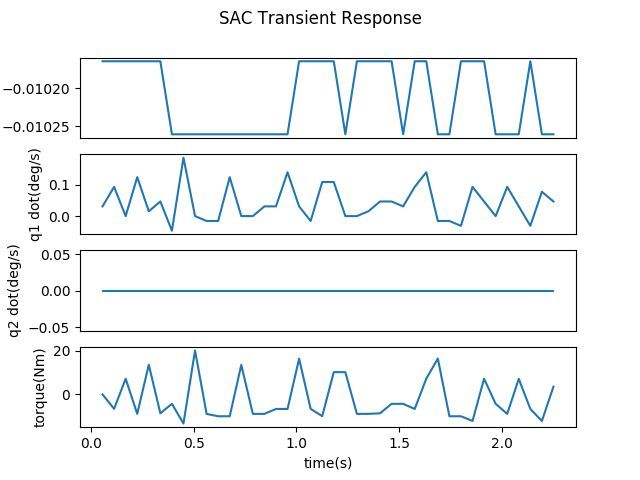 SAC Transient Response
−0.01020
−0.01025
q1 dot(deg/s)
0.1
0.0
q2 dot(deg/s)
0.05
0.00
−0.05
torque(Nm)
20
0
0.0 0.5 1.0 1.5 2.0
time(s)